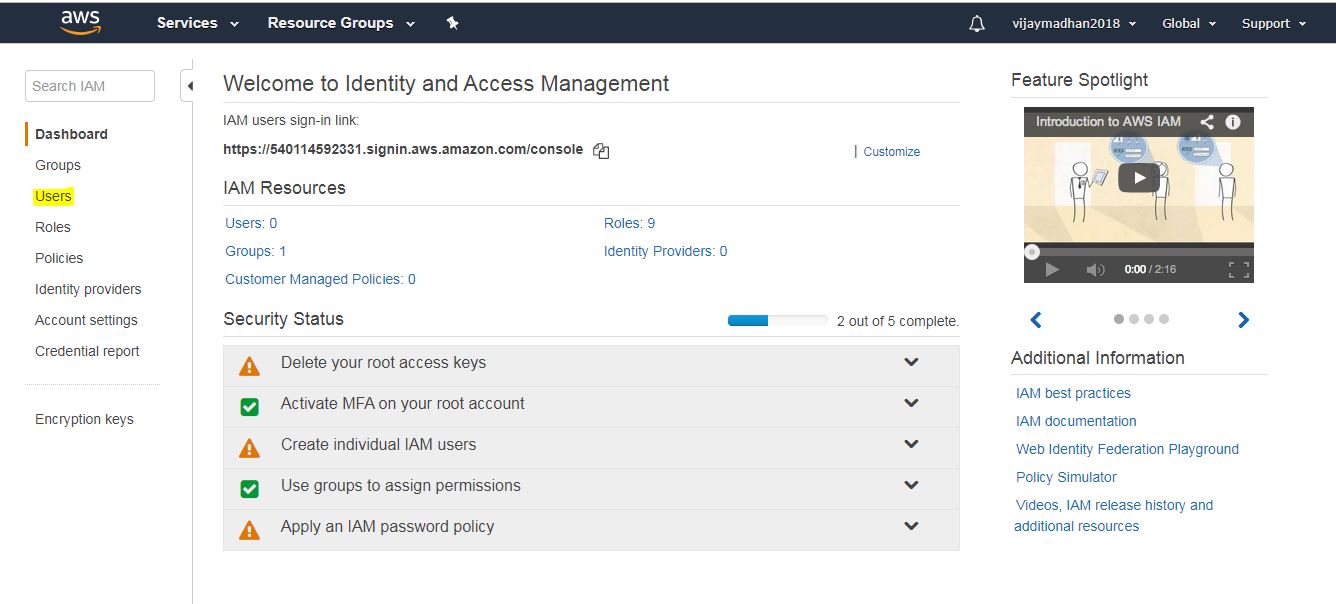 aws
Services
Resource Groups
vijaymadhan2018
Global
Support
Search IAM
Dashboard
Groups
Users
Roles
Policies
Identity providers
Account settings
Credential report
Encryption keys
Welcome to Identity and Access Management
IAM users sign-in link:
https://540114592331.signin.aws.amazon.com/console
| Customize
IAM Resources
Users: 0
Roles: 9
Groups: 1
Identity Providers: 0
Customer Managed Policies: 0
Security Status
2 out of 5 complete.
Delete your root access keys
Activate MFA on your root account
Create individual IAM users
Use groups to assign permissions
Apply an IAM password policy
Feature Spotlight
Introduction to AWS IAM
0:00 / 2:16
Additional Information
IAM best practices
IAM documentation
Web Identity Federation Playground
Policy Simulator
Videos, IAM release history and
additional resources